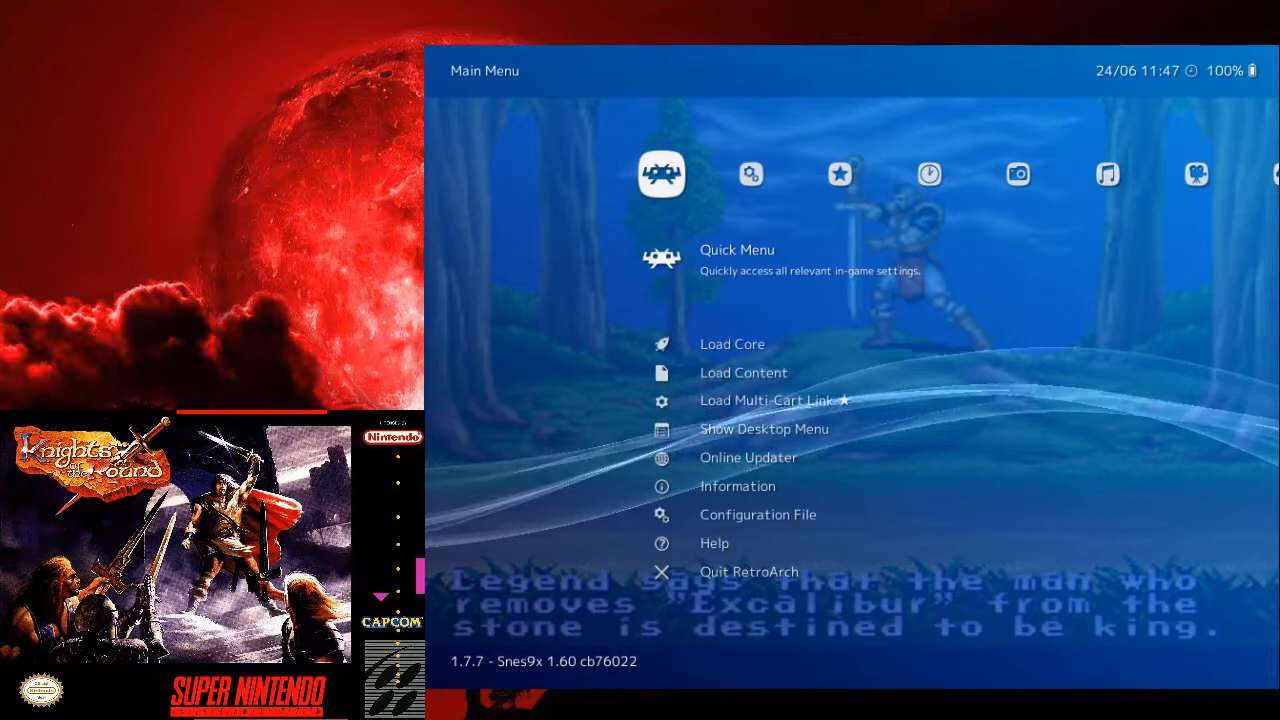 Main Menu
24/06 11:47
100%
Quick Menu
Quickly access all relevant in-game settings.
Load Core
Load Content
Load Multi-Cart Link ★
Show Desktop Menu
Online Updater
Information
Configuration File
Help
Quit RetroArch
Legend says that the man who
removes "Excalibur" from the
stone is destined to be king.
1.7.7 - Snes9x 1.60 cb76022
Knights
of
the Round
Nintendo
CAPCOM
SUPER NINTENDO
ENTERTAINMENT SYSTEM